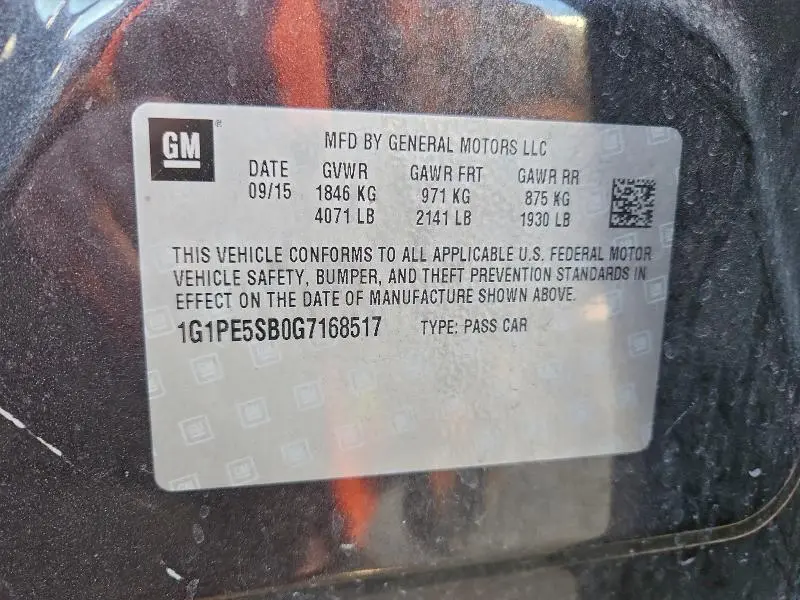 GM®
MFD BY GENERAL MOTORS LLC
DATE GVWR GAWR FRT GAWR RR
09/15 1846 KG 971 KG 875 KG
4071 LB 2141 LB 1930 LB
THIS VEHICLE CONFORMS TO ALL APPLICABLE U.S. FEDERAL MOTOR
VEHICLE SAFETY, BUMPER, AND THEFT PREVENTION STANDARDS IN
EFFECT ON THE DATE OF MANUFACTURE SHOWN ABOVE.
1G1PE5SB0G7168517 TYPE: PASS CAR